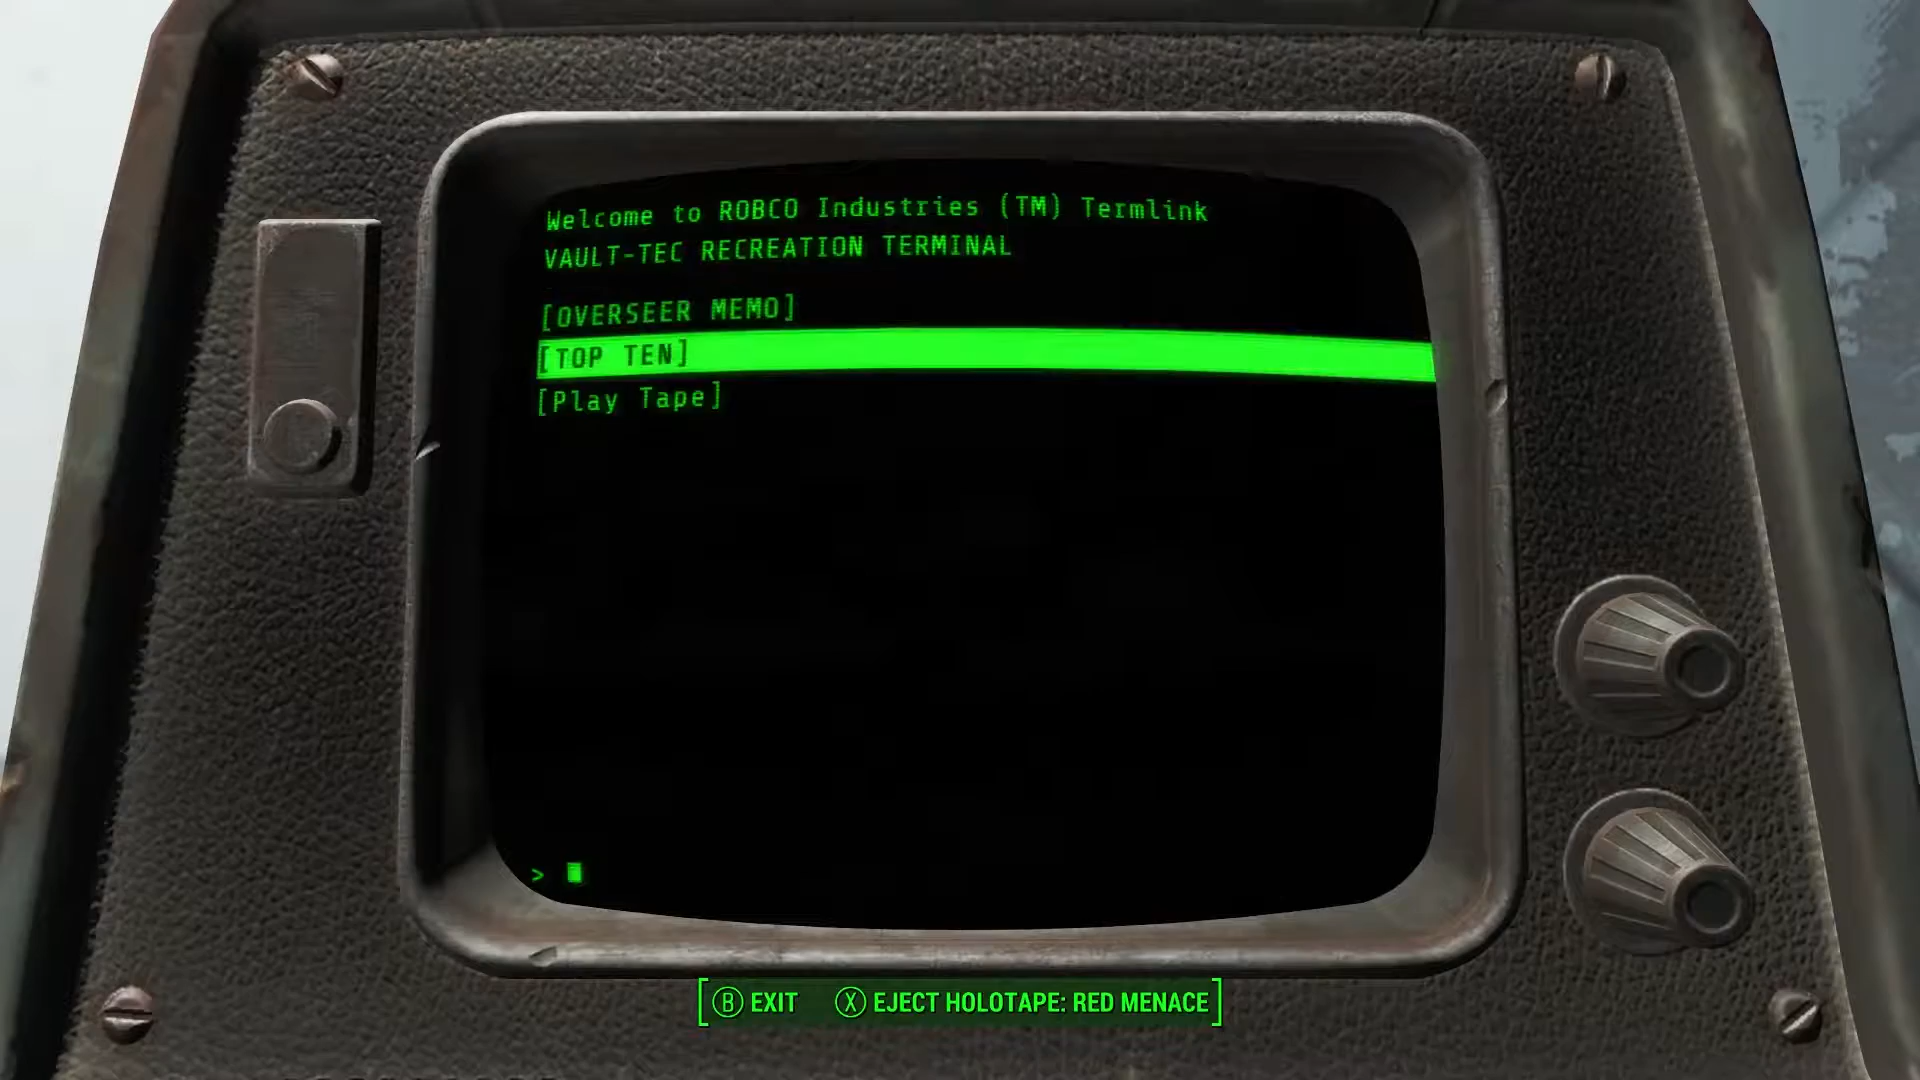 Welcome to ROBCO Industries (TM) Termlink
VAULT-TEC RECREATION TERMINAL
[OVERSEER MEMO]
[TOP TEN]
[Play Tape]
>
[Ⓑ EXIT Ⓧ EJECT HOLOTAPE: RED MENACE]